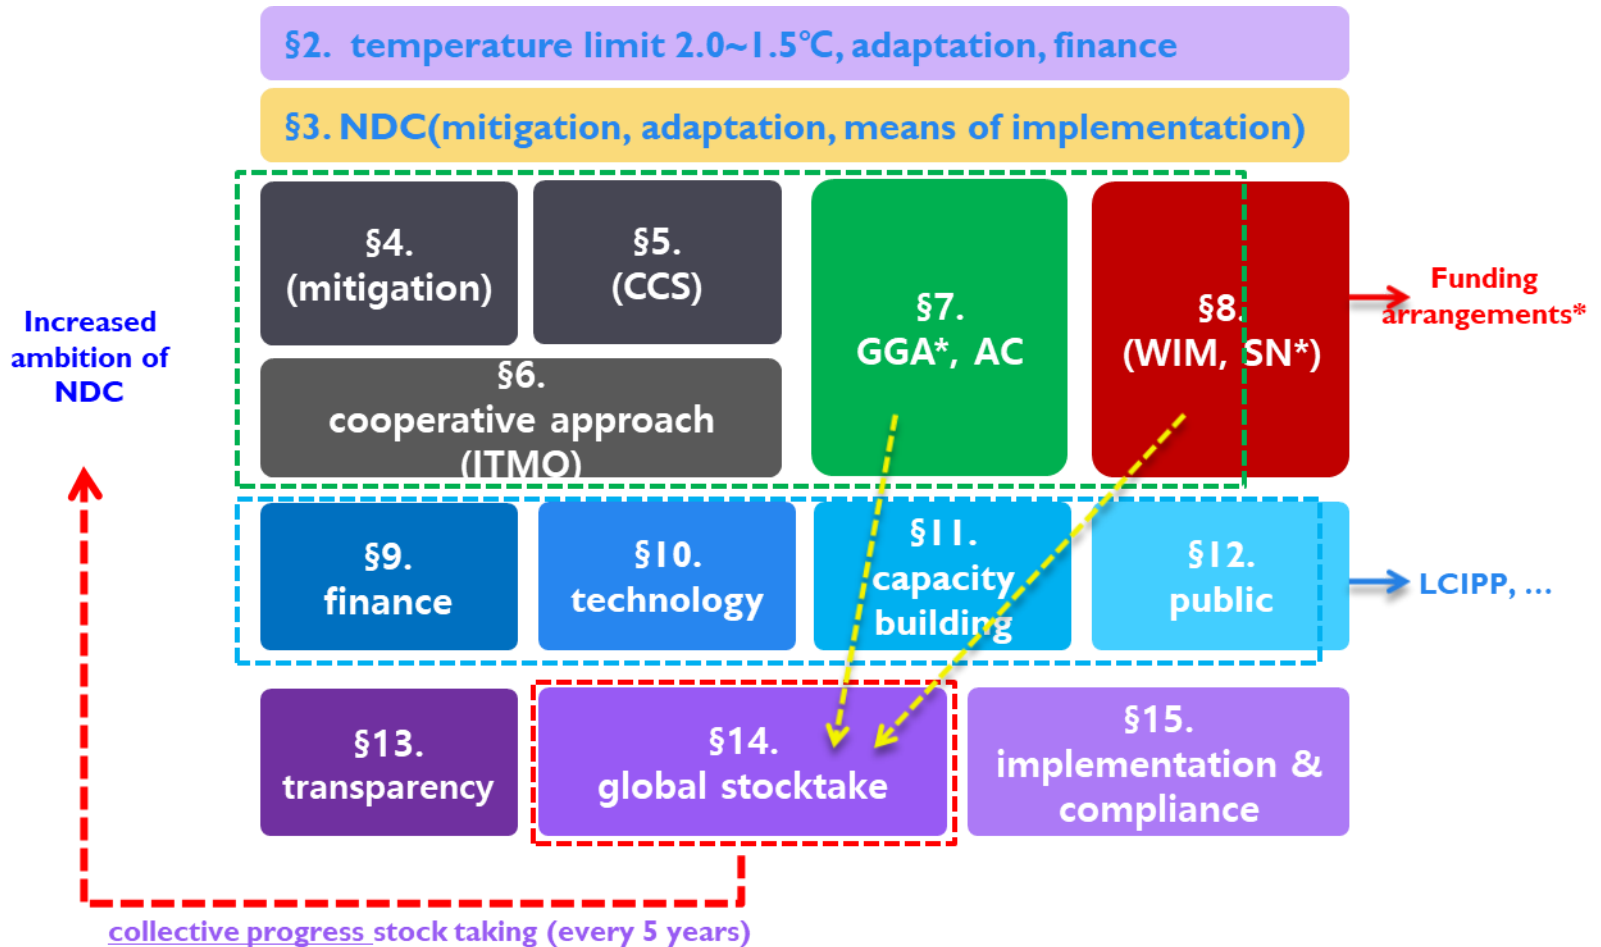 §2. temperature limit 2.0~1.5℃, adaptation, finance
§3. NDC(mitigation, adaptation, means of implementation)
§4.
(mitigation)
§5.
(CCS)
§6.
cooperative approach
(ITMO)
§7.
GGA*, AC
§8.
(WIM, SN*)
Funding
arrangements*
Increased
ambition of
NDC
§9.
finance
§10.
technology
§11.
capacity
building
§12.
public
LCIPP, ...
§13.
transparency
§14.
global stocktake
§15.
implementation &
compliance
collective progress stock taking (every 5 years)